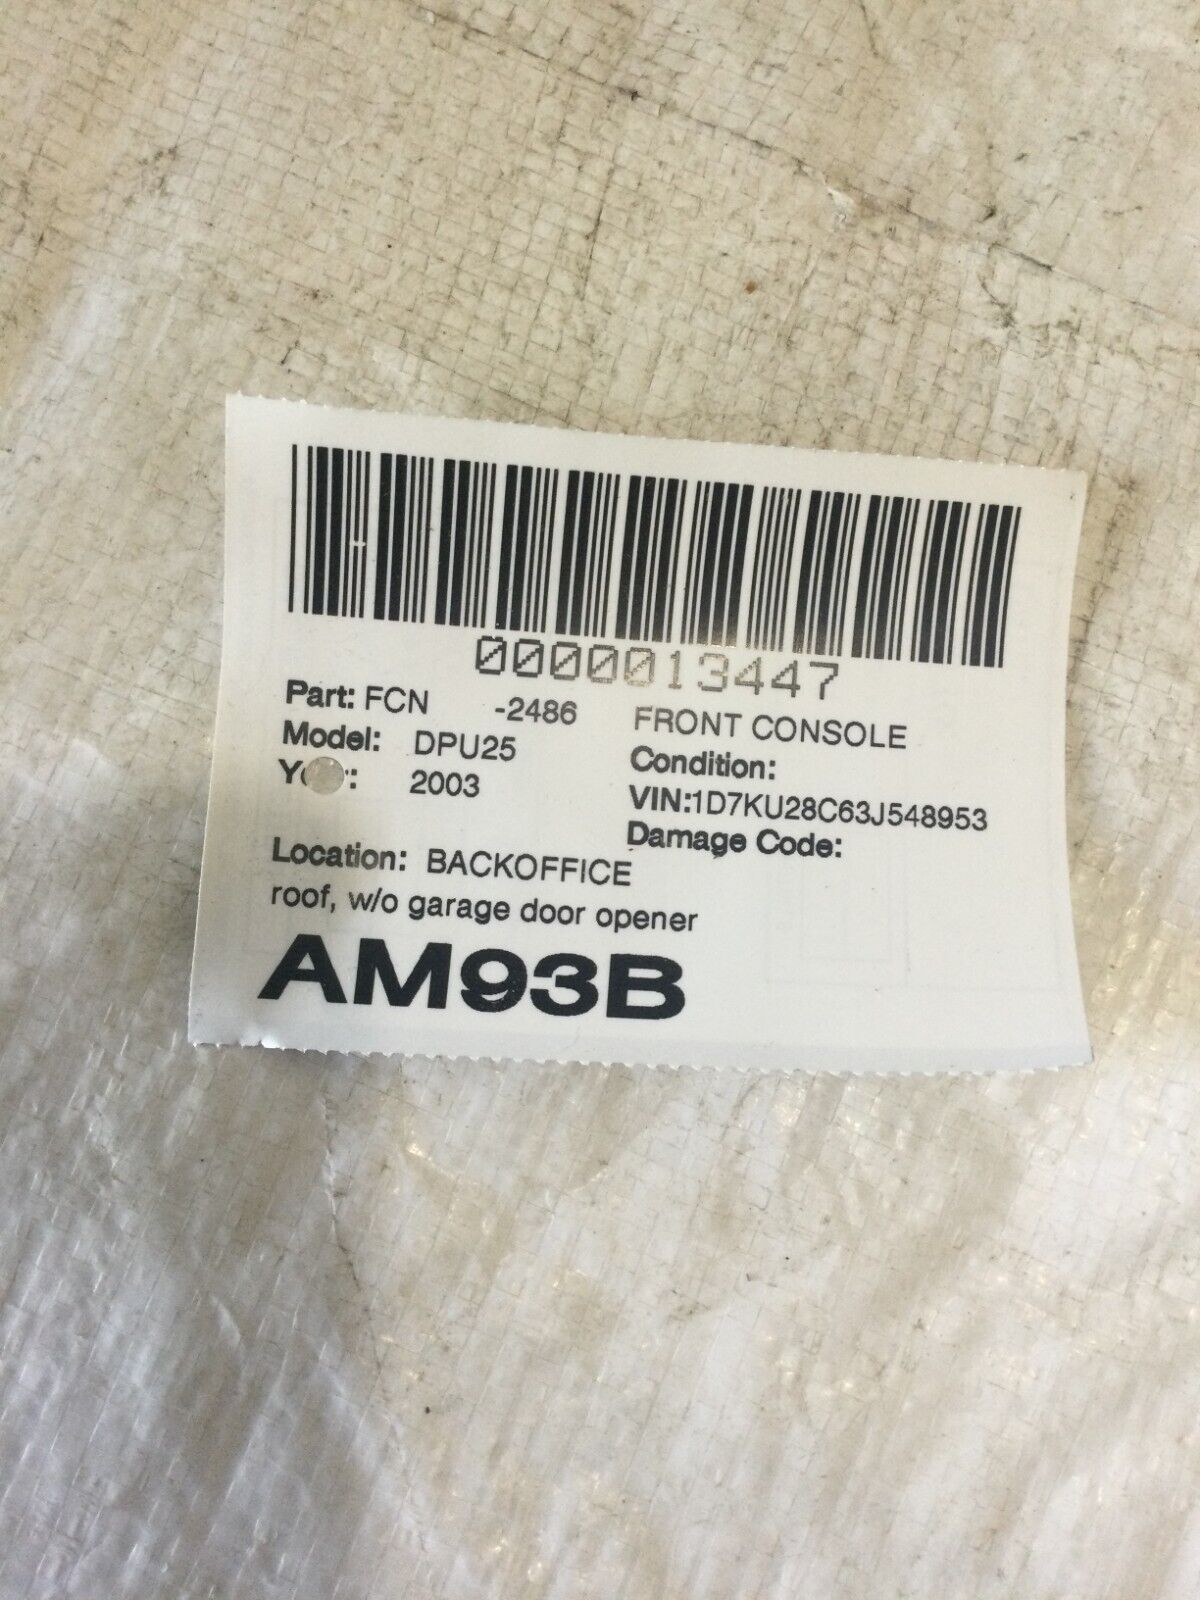 0000013447
Part: FCN -2486 FRONT CONSOLE
Model: DPU25 Condition:
2003 VIN:1D7KU28C63J548953
Damage Code:
Location: BACKOFFICE
roof, w/o garage door opener
AM93B